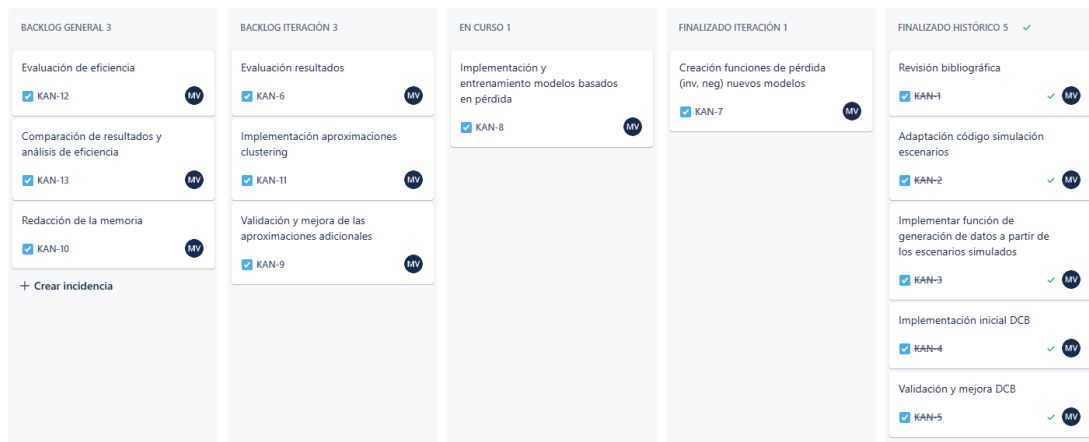 BACKLOG GENERAL 3
Evaluación de eficiencia
KAN-12
MV
Comparación de resultados y
análisis de eficiencia
KAN-13
MV
Redacción de la memoria
KAN-10
MV
+ Crear incidencia
BACKLOG ITERACIÓN 3
Evaluación resultados
KAN-6
MV
Implementación aproximaciones
clustering
KAN-11
MV
Validación y mejora de las
aproximaciones adicionales
KAN-9
MV
EN CURSO 1
Implementación y
entrenamiento modelos basados
en pérdida
KAN-8
MV
FINALIZADO ITERACIÓN 1
Creación funciones de pérdida
(inv, neg) nuevos modelos
KAN-7
MV
FINALIZADO HISTÓRICO 5
Revisión bibliográfica
KAN-1
MV
Adaptación código simulación
escenarios
KAN-2
MV
Implementar función de
generación de datos a partir de
los escenarios simulados
KAN-3
MV
Implementación inicial DCB
KAN-4
MV
Validación y mejora DCB
KAN-5
MV